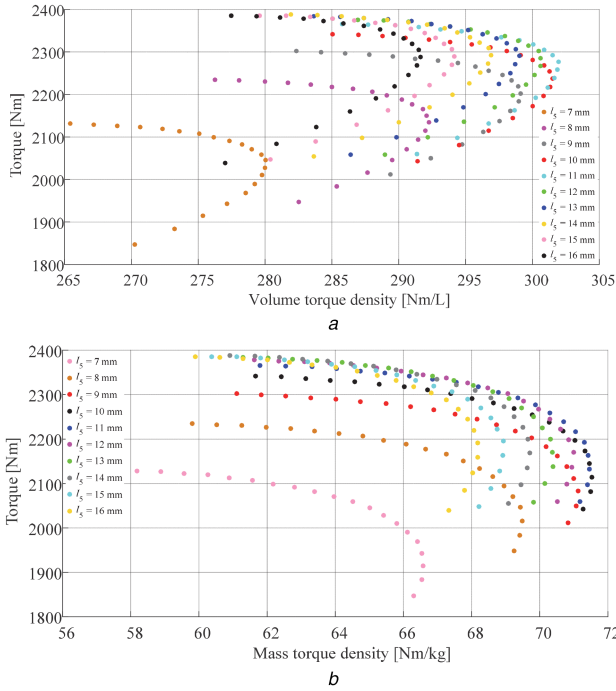 2400
2300
2200
2100
2000
1900
1800
Torque [Nm]
l5 = 7 mm
l5 = 8 mm
l5 = 9 mm
l5 = 10 mm
l5 = 11 mm
l5 = 12 mm
l5 = 13 mm
l5 = 14 mm
l5 = 15 mm
l5 = 16 mm
265 270 275 280 285 290 295 300 305
Volume torque density [Nm/L]
a
2400
2300
2200
2100
2000
1900
1800
Torque [Nm]
l5 = 7 mm
l5 = 8 mm
l5 = 9 mm
l5 = 10 mm
l5 = 11 mm
l5 = 12 mm
l5 = 13 mm
l5 = 14 mm
l5 = 15 mm
l5 = 16 mm
56 58 60 62 64 66 68 70 72
Mass torque density [Nm/kg]
b